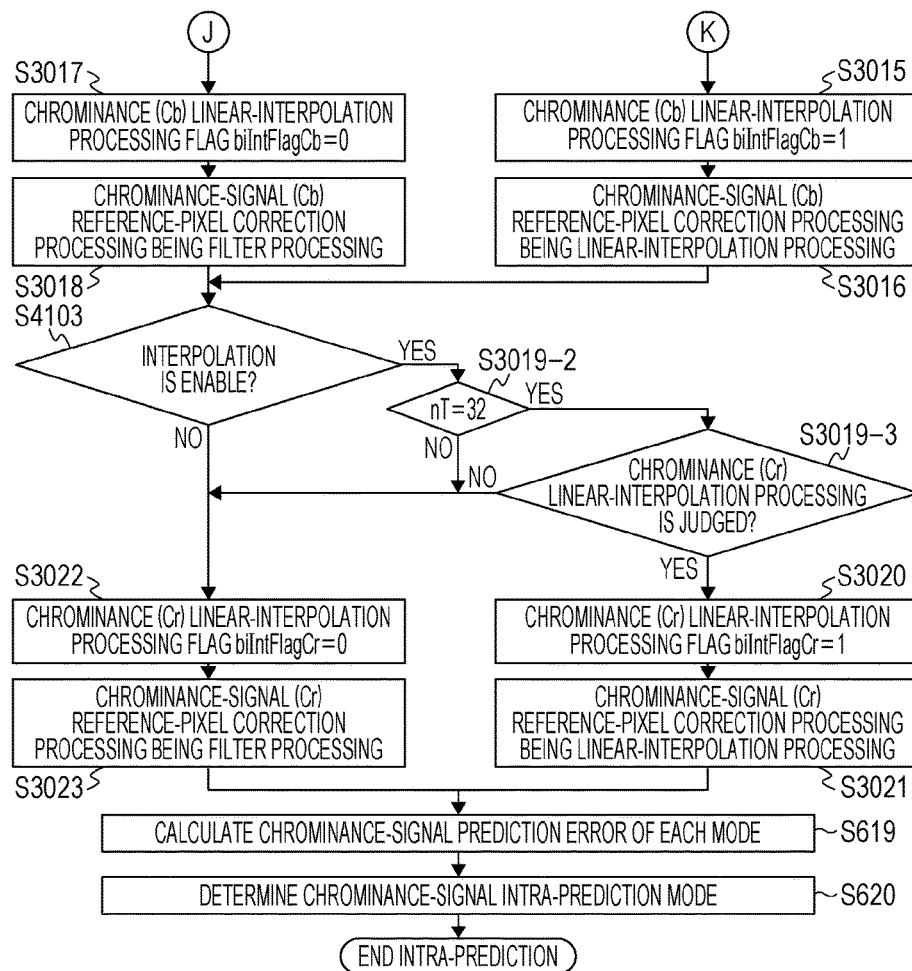 J
K
S3017
S3015
CHROMINANCE (Cb) LINEAR-INTERPOLATION
PROCESSING FLAG biIntFlagCb=0
CHROMINANCE (Cb) LINEAR-INTERPOLATION
PROCESSING FLAG biIntFlagCb=1
CHROMINANCE-SIGNAL (Cb)
REFERENCE-PIXEL CORRECTION
PROCESSING BEING FILTER PROCESSING
CHROMINANCE-SIGNAL (Cb)
REFERENCE-PIXEL CORRECTION PROCESSING
BEING LINEAR-INTERPOLATION PROCESSING
S3018
S3016
S4103
INTERPOLATION
IS ENABLE?
YES
NO
S3019-2
nT=32
YES
NO
S3019-3
CHROMINANCE (Cr)
LINEAR-INTERPOLATION PROCESSING
IS JUDGED?
NO
YES
S3022
S3020
CHROMINANCE (Cr) LINEAR-INTERPOLATION
PROCESSING FLAG biIntFlagCr=0
CHROMINANCE (Cr) LINEAR-INTERPOLATION
PROCESSING FLAG biIntFlagCr=1
CHROMINANCE-SIGNAL (Cr)
REFERENCE-PIXEL CORRECTION
PROCESSING BEING FILTER PROCESSING
CHROMINANCE-SIGNAL (Cr)
REFERENCE-PIXEL CORRECTION PROCESSING
BEING LINEAR-INTERPOLATION PROCESSING
S3023
S3021
CALCULATE CHROMINANCE-SIGNAL PREDICTION ERROR OF EACH MODE
S619
DETERMINE CHROMINANCE-SIGNAL INTRA-PREDICTION MODE
S620
END INTRA-PREDICTION